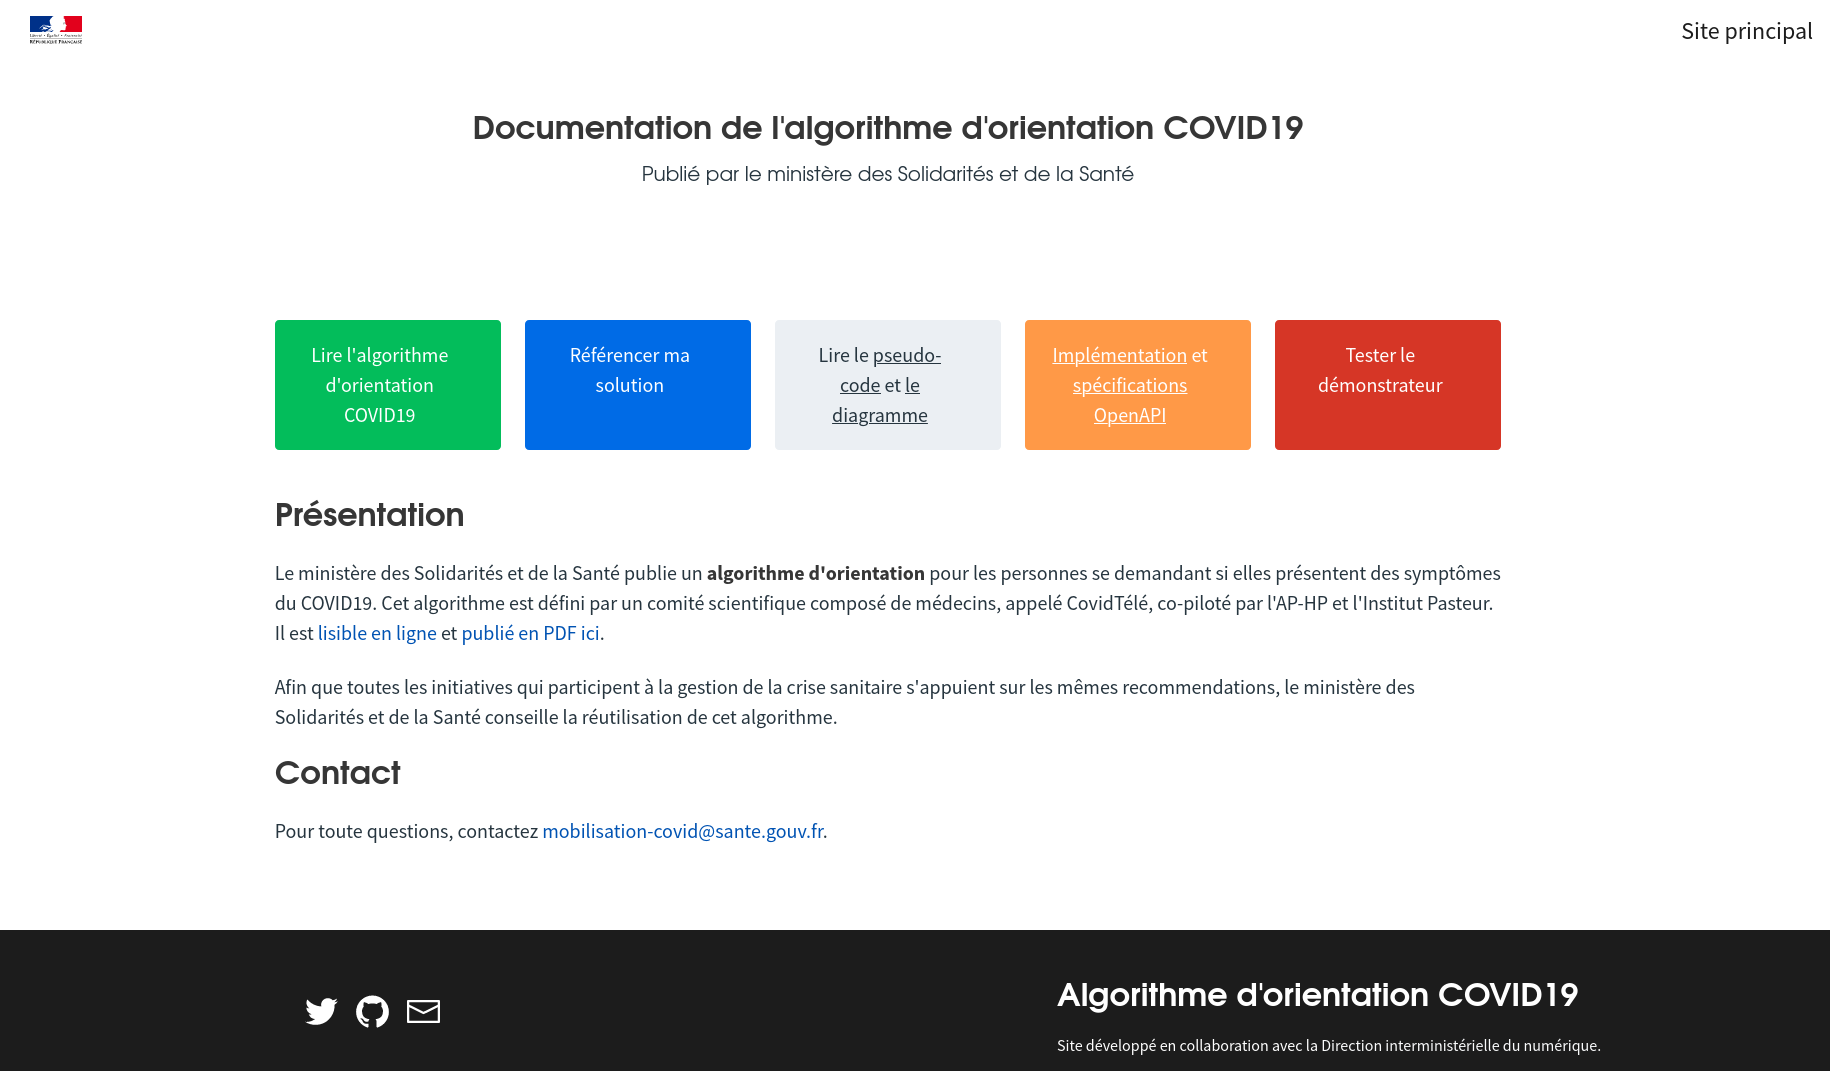 Liberté • Égalité • Fraternité
RÉPUBLIQUE FRANÇAISE
Site principal
Documentation de l'algorithme d'orientation COVID19
Publié par le ministère des Solidarités et de la Santé
Lire l'algorithme
d'orientation
COVID19
Référencer ma
solution
Lire le pseudo-
code et le
diagramme
Implémentation et
spécifications
OpenAPI
Tester le
démonstrateur
Présentation
Le ministère des Solidarités et de la Santé publie un algorithme d'orientation pour les personnes se demandant si elles présentent des symptômes
du COVID19. Cet algorithme est défini par un comité scientifique composé de médecins, appelé CovidTélé, co-piloté par l'AP-HP et l'Institut Pasteur.
Il est lisible en ligne et publié en PDF ici.
Afin que toutes les initiatives qui participent à la gestion de la crise sanitaire s'appuient sur les mêmes recommendations, le ministère des
Solidarités et de la Santé conseille la réutilisation de cet algorithme.
Contact
Pour toute questions, contactez mobilisation-covid@sante.gouv.fr.
Algorithme d'orientation COVID19
Site développé en collaboration avec la Direction interministérielle du numérique.